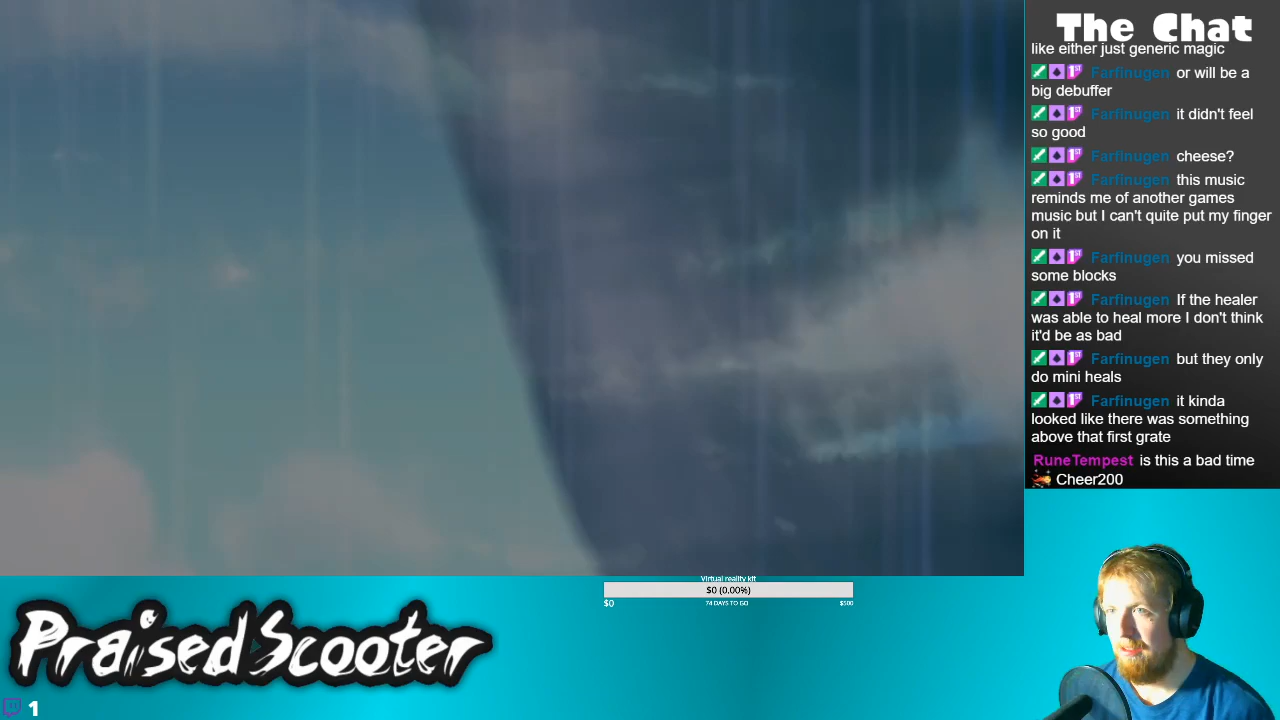 The Chat
like either just generic magic
Farfinugen or will be a
big debuffer
Farfinugen it didn't feel
so good
Farfinugen cheese?
Farfinugen this music
reminds me of another games
music but I can't quite put my finger
on it
Farfinugen you missed
some blocks
Farfinugen If the healer
was able to heal more I don't think
it'd be as bad
Farfinugen but they only
do mini heals
Farfinugen it kinda
looked like there was something
above that first grate
RuneTempest is this a bad time
Cheer200
Virtual reality kit
$0 (0.00%)
$0 74 DAYS TO GO $500
PraisedScooter
1